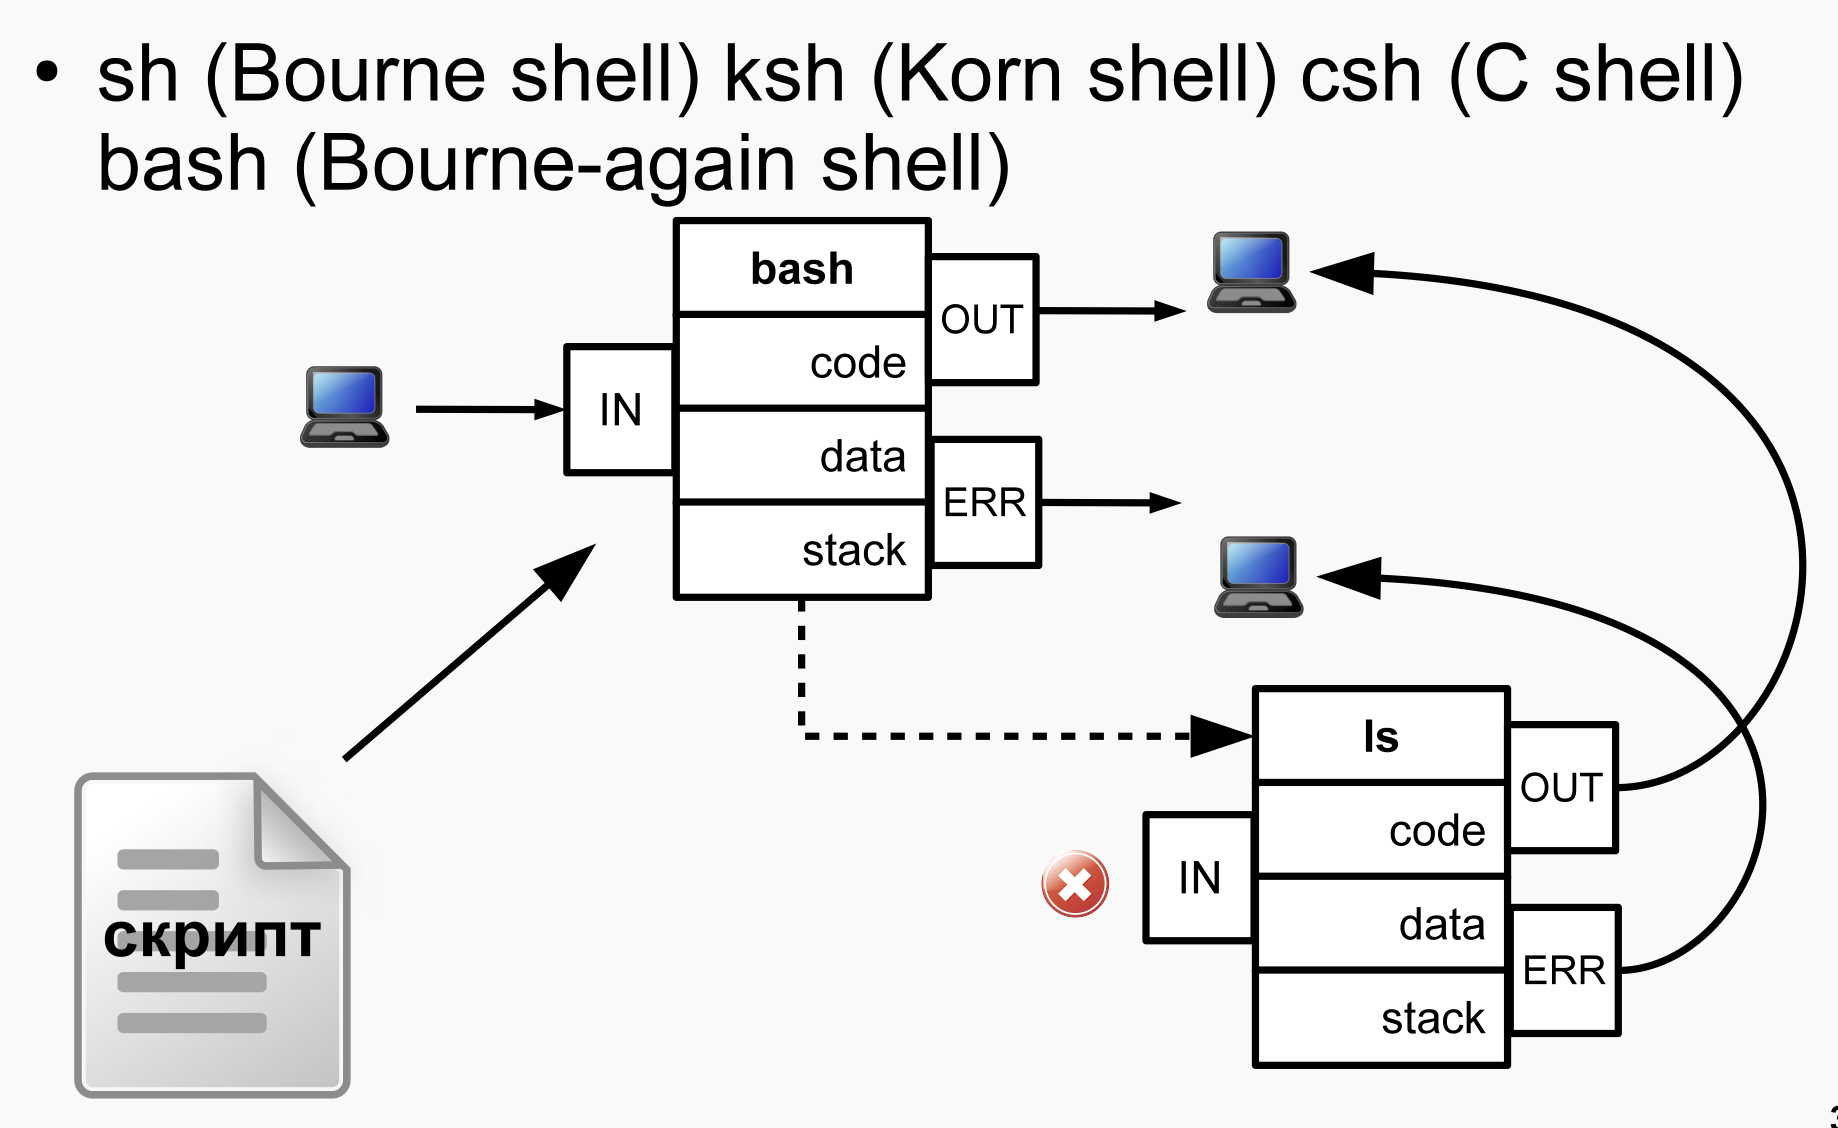 • sh (Bourne shell) ksh (Korn shell) csh (C shell)
bash (Bourne-again shell)
bash
OUT
code
IN
data
ERR
stack
ls
OUT
code
IN
data
ERR
stack
скрипт